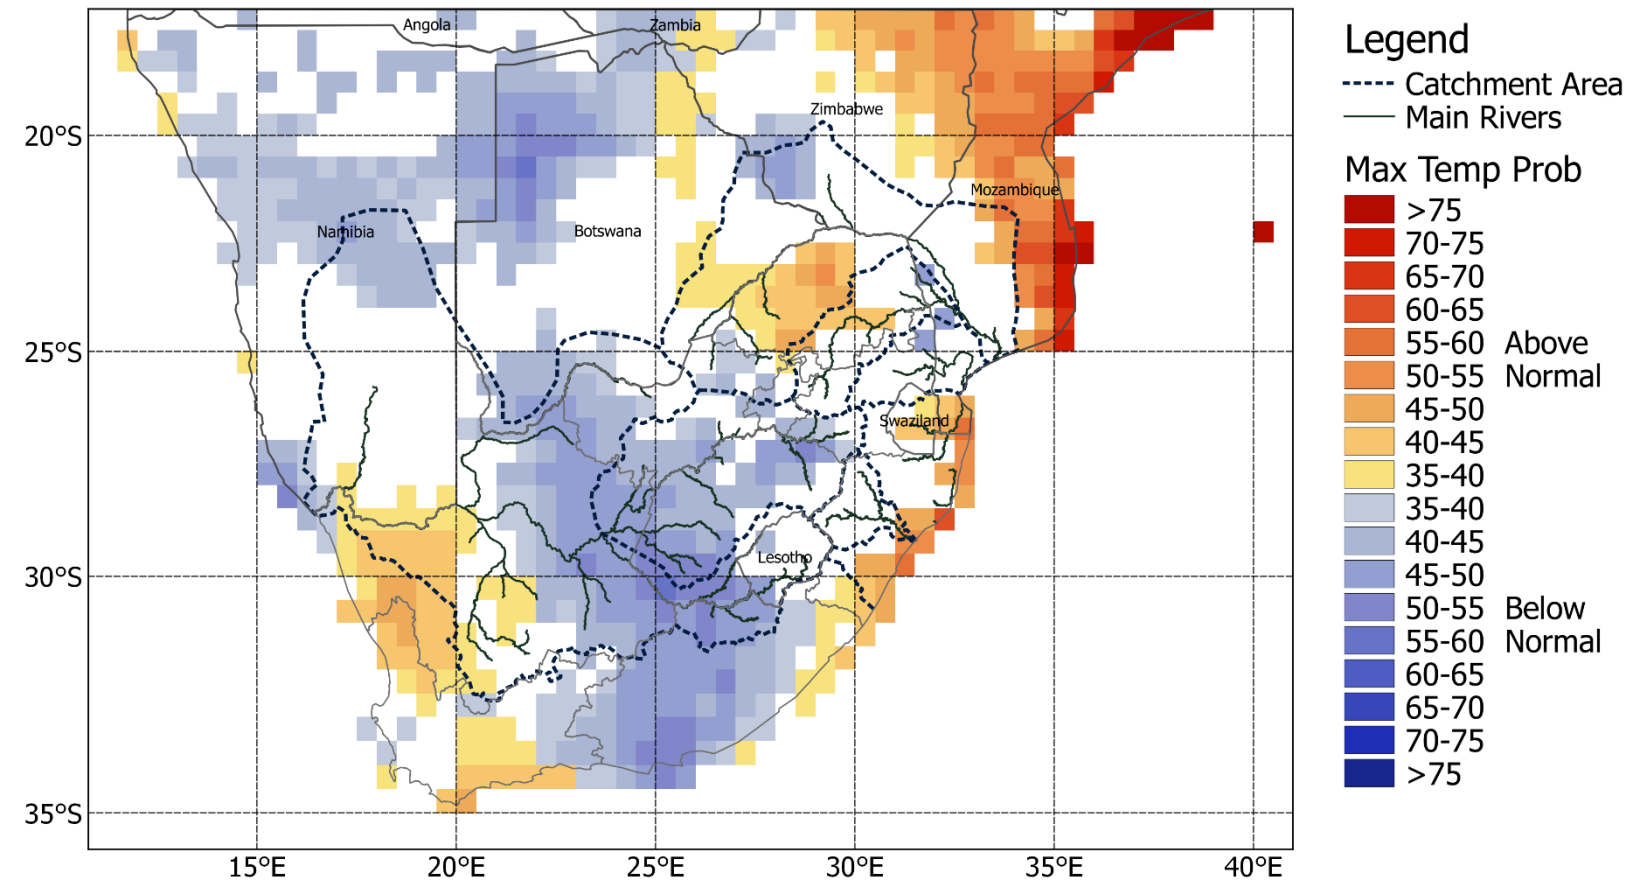 Angola
Zambia
Zimbabwe
Mozambique
Namibia
Botswana
Swaziland
Lesotho
20°S
25°S
30°S
35°S
15°E
20°E
25°E
30°E
35°E
40°E
Legend
Catchment Area
Main Rivers
Max Temp Prob
>75
70-75
65-70
60-65
55-60 Above
50-55 Normal
45-50
40-45
35-40
35-40
40-45
45-50
50-55 Below
55-60 Normal
60-65
65-70
70-75
>75